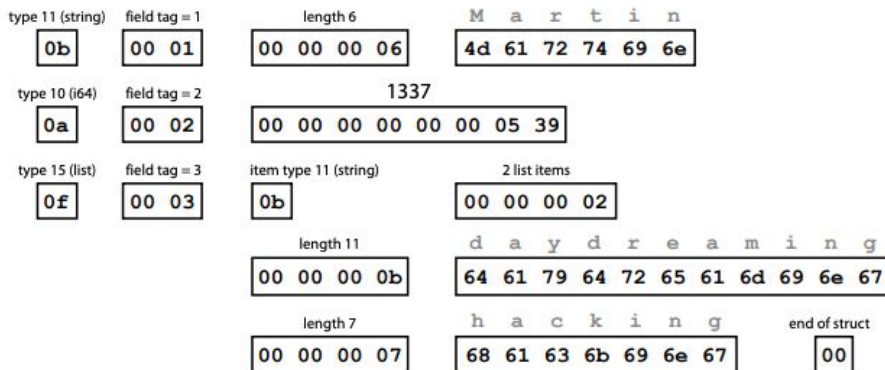 type 11 (string) field tag = 1 length 6 M a r t i n
0b 00 01 00 00 00 06 4d 61 72 74 69 6e
type 10 (i64) field tag = 2 1337
0a 00 02 00 00 00 00 00 00 05 39
type 15 (list) field tag = 3 item type 11 (string) 2 list items
0f 00 03 0b 00 00 00 02
length 11 d a y d r e a m i n g
00 00 00 0b 64 61 79 64 72 65 61 6d 69 6e 67
length 7 h a c k i n g end of struct
00 00 00 07 68 61 63 6b 69 6e 67 00